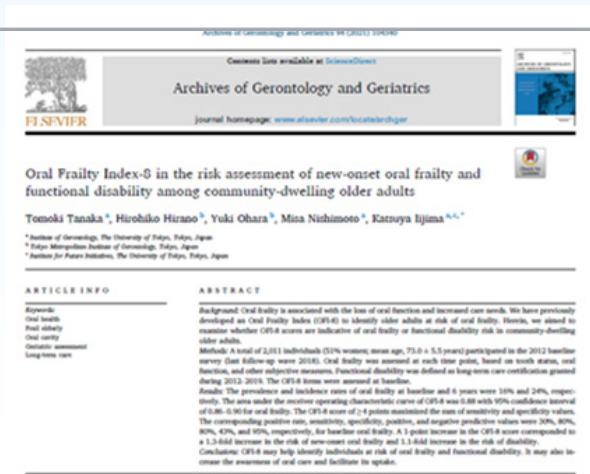 Archives of Gerontology and Geriatrics 94 (2021) 104340
Contents lists available at ScienceDirect
Archives of Gerontology and Geriatrics
journal homepage: www.elsevier.com/locate/archger
ELSEVIER
Oral Frailty Index-8 in the risk assessment of new-onset oral frailty and
functional disability among community-dwelling older adults
Tomoki Tanaka a, Hirohiko Hirano b, Yuki Ohara b, Misa Nishimoto a, Katsuya Iijima a,c,*
a Institute of Gerontology, The University of Tokyo, Tokyo, Japan
b Tokyo Metropolitan Institute of Gerontology, Tokyo, Japan
c Institute for Future Initiatives, The University of Tokyo, Tokyo, Japan
ARTICLE INFO
Keywords:
Oral health
Frail elderly
Oral cavity
Geriatric assessment
Long-term care
ABSTRACT
Background: Oral frailty is associated with the loss of oral function and increased care needs. We have previously
developed an Oral Frailty Index (OFI-8) to identify older adults at risk of oral frailty. Herein, we aimed to
examine whether OFI-8 scores are indicative of oral frailty or functional disability risk in community-dwelling
older adults.
Methods: A total of 2,011 individuals (51% women; mean age, 73.0 ± 5.5 years) participated in the 2012 baseline
survey (last follow-up wave 2018). Oral frailty was assessed at each time point, based on tooth status, oral
function, and other subjective measures. Functional disability was defined as long-term care certification granted
during 2012-2019. The OFI-8 items were assessed at baseline.
Results: The prevalence and incidence rates of oral frailty at baseline and 6 years were 16% and 24%, respec-
tively. The area under the receiver operating characteristic curve of OFI-8 was 0.88 with 95% confidence interval
of 0.86-0.90 for oral frailty. The OFI-8 score of ≥4 points maximized the sum of sensitivity and specificity values.
The corresponding positive rate, sensitivity, specificity, positive, and negative predictive values were 30%, 80%,
80%, 43%, and 95%, respectively, for baseline oral frailty. A 1-point increase in the OFI-8 score corresponded to
a 1.3-fold increase in the risk of new-onset oral frailty and 1.1-fold increase in the risk of disability.
Conclusion: OFI-8 may help identify individuals at risk of oral frailty and functional disability. It may also in-
crease the awareness of oral care and facilitate its uptake.